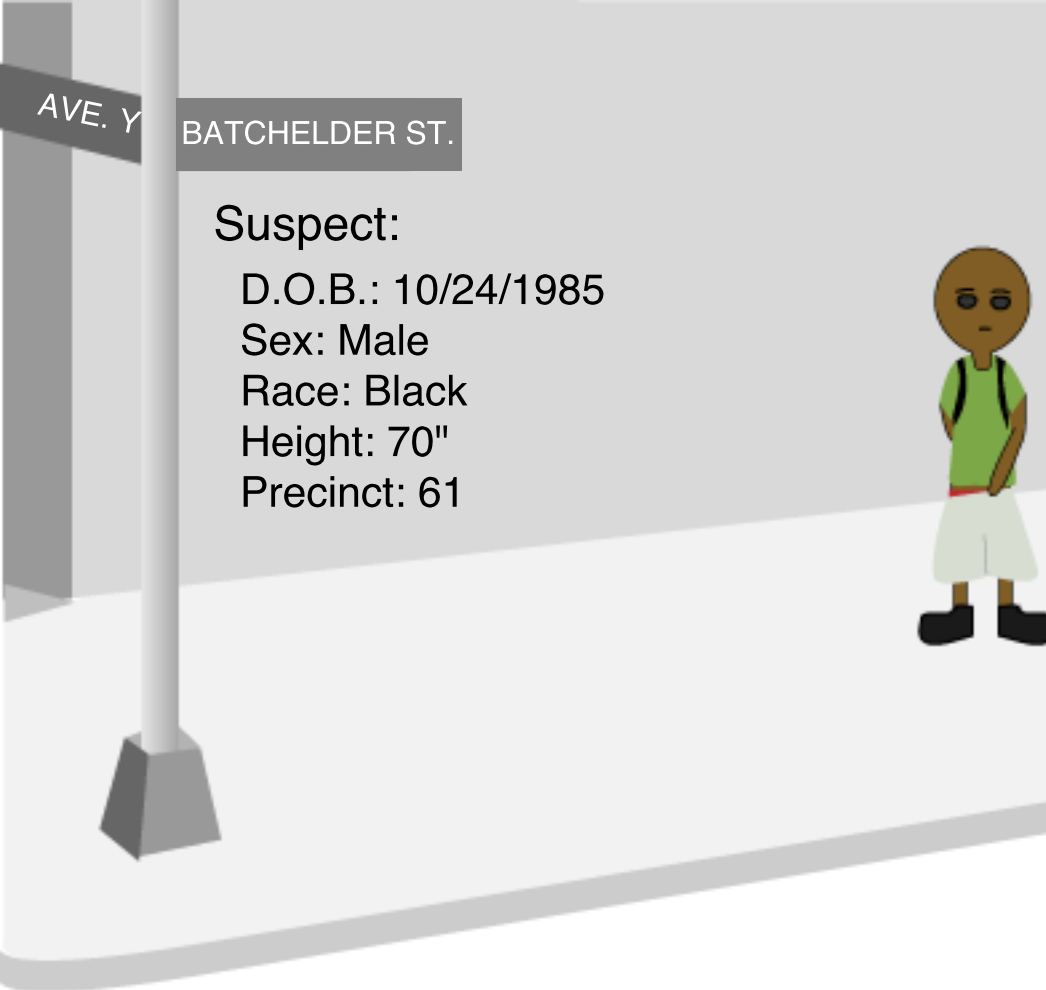 AVE. Y
BATCHELDER ST.
Suspect:
D.O.B.: 10/24/1985
Sex: Male
Race: Black
Height: 70"
Precinct: 61